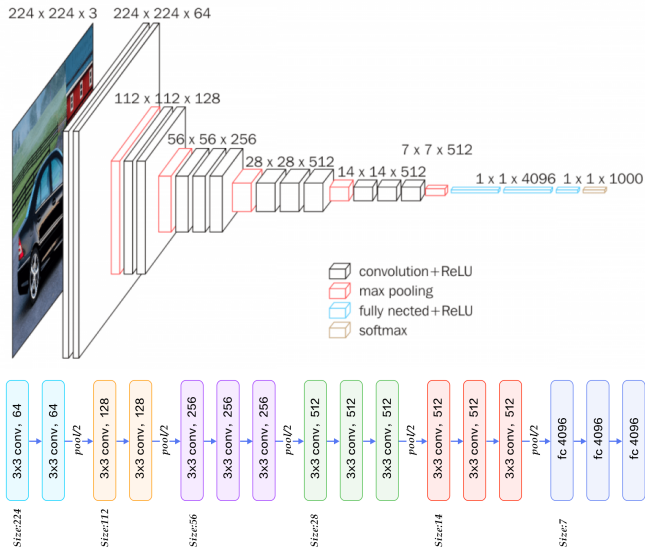 224 x 224 x 3
224 x 224 x 64
112 x 112 x 128
56 x 56 x 256
28 x 28 x 512
14 x 14 x 512
7 x 7 x 512
1 x 1 x 4096
1 x 1 x 1000
convolution+ReLU
max pooling
fully nected+ReLU
softmax
3x3 conv, 64
3x3 conv, 64
pool/2
3x3 conv, 128
3x3 conv, 128
pool/2
3x3 conv, 256
3x3 conv, 256
3x3 conv, 256
pool/2
3x3 conv, 512
3x3 conv, 512
3x3 conv, 512
pool/2
3x3 conv, 512
3x3 conv, 512
3x3 conv, 512
pool/2
fc 4096
fc 4096
fc 4096
Size:224
Size:112
Size:56
Size:28
Size:14
Size:7